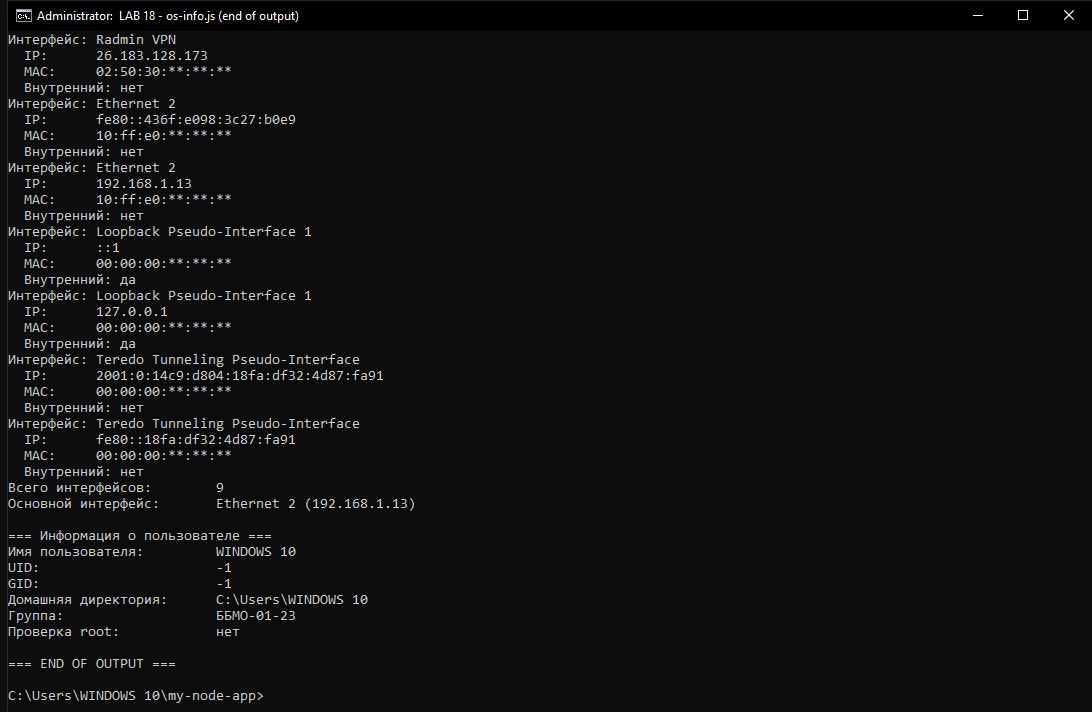 Administrator: LAB 18 - os-info.js (end of output)
Интерфейс: Radmin VPN
  IP:      26.183.128.173
  MAC:     02:50:30:**:**:**
  Внутренний: нет
Интерфейс: Ethernet 2
  IP:      fe80::436f:e098:3c27:b0e9
  MAC:     10:ff:e0:**:**:**
  Внутренний: нет
Интерфейс: Ethernet 2
  IP:      192.168.1.13
  MAC:     10:ff:e0:**:**:**
  Внутренний: нет
Интерфейс: Loopback Pseudo-Interface 1
  IP:      ::1
  MAC:     00:00:00:**:**:**
  Внутренний: да
Интерфейс: Loopback Pseudo-Interface 1
  IP:      127.0.0.1
  MAC:     00:00:00:**:**:**
  Внутренний: да
Интерфейс: Teredo Tunneling Pseudo-Interface
  IP:      2001:0:14c9:d804:18fa:df32:4d87:fa91
  MAC:     00:00:00:**:**:**
  Внутренний: нет
Интерфейс: Teredo Tunneling Pseudo-Interface
  IP:      fe80::18fa:df32:4d87:fa91
  MAC:     00:00:00:**:**:**
  Внутренний: нет
Всего интерфейсов:        9
Основной интерфейс:       Ethernet 2 (192.168.1.13)

=== Информация о пользователе ===
Имя пользователя:         WINDOWS 10
UID:                      -1
GID:                      -1
Домашняя директория:      C:\Users\WINDOWS 10
Группа:                   ББМО-01-23
Проверка root:            нет

=== END OF OUTPUT ===

C:\Users\WINDOWS 10\my-node-app>